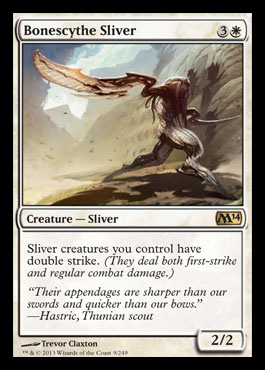 Bonescythe Sliver 3
Creature — Sliver M14
Sliver creatures you control have
double strike. (They deal both first-strike
and regular combat damage.)
“Their appendages are sharper than our
swords and quicker than our bows.”
—Hastric, Thunian scout
2/2
Trevor Claxton
™ & © 2013 Wizards of the Coast 9/249